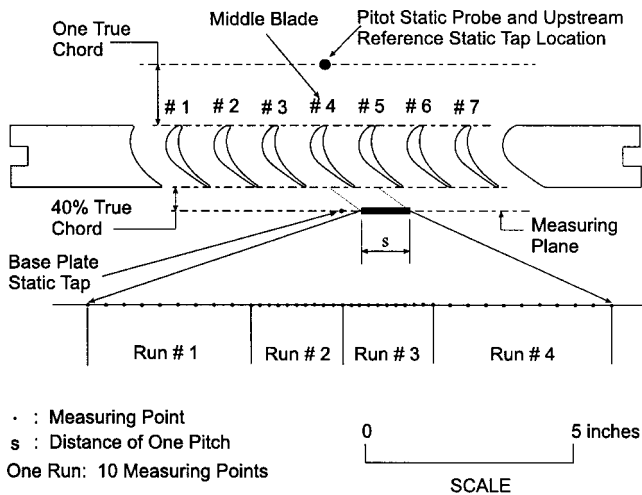 One True
Chord
Middle Blade
Pitot Static Probe and Upstream
Reference Static Tap Location
# 1 # 2 # 3 # 4 # 5 # 6 # 7
40% True
Chord
Measuring
Plane
s
Base Plate
Static Tap
Run # 1 Run # 2 Run # 3 Run # 4
· : Measuring Point
s : Distance of One Pitch
One Run: 10 Measuring Points
0 5 inches
SCALE